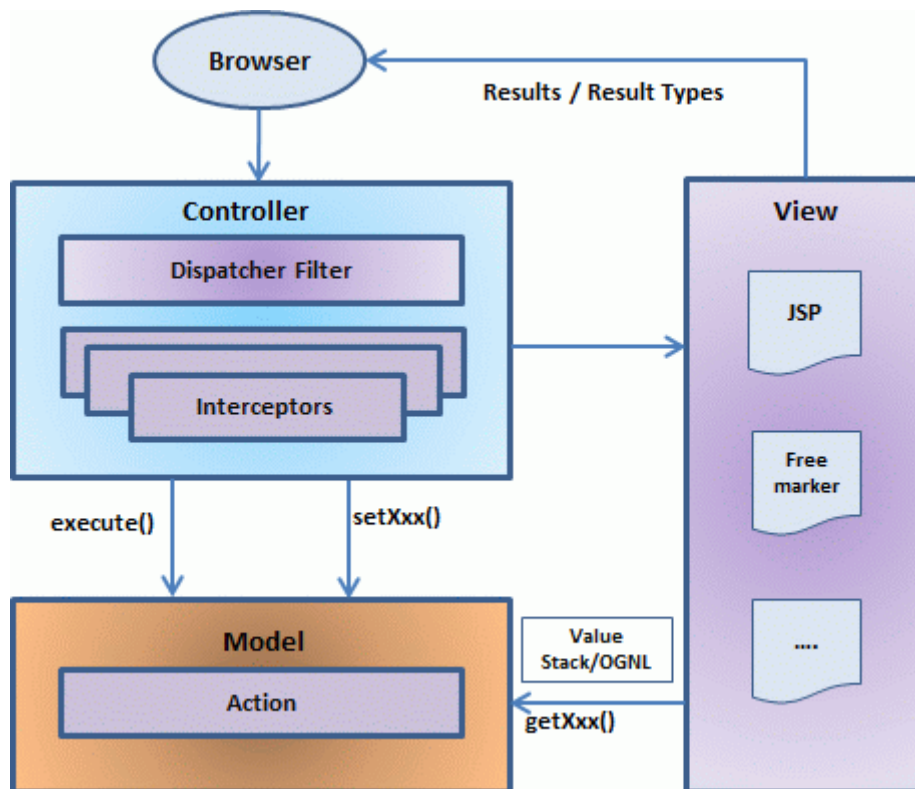 Browser
Results / Result Types
Controller
View
Dispatcher Filter
JSP
Interceptors
Free
marker
execute()
setXxx()
Model
Value
Stack/OGNL
....
Action
getXxx()